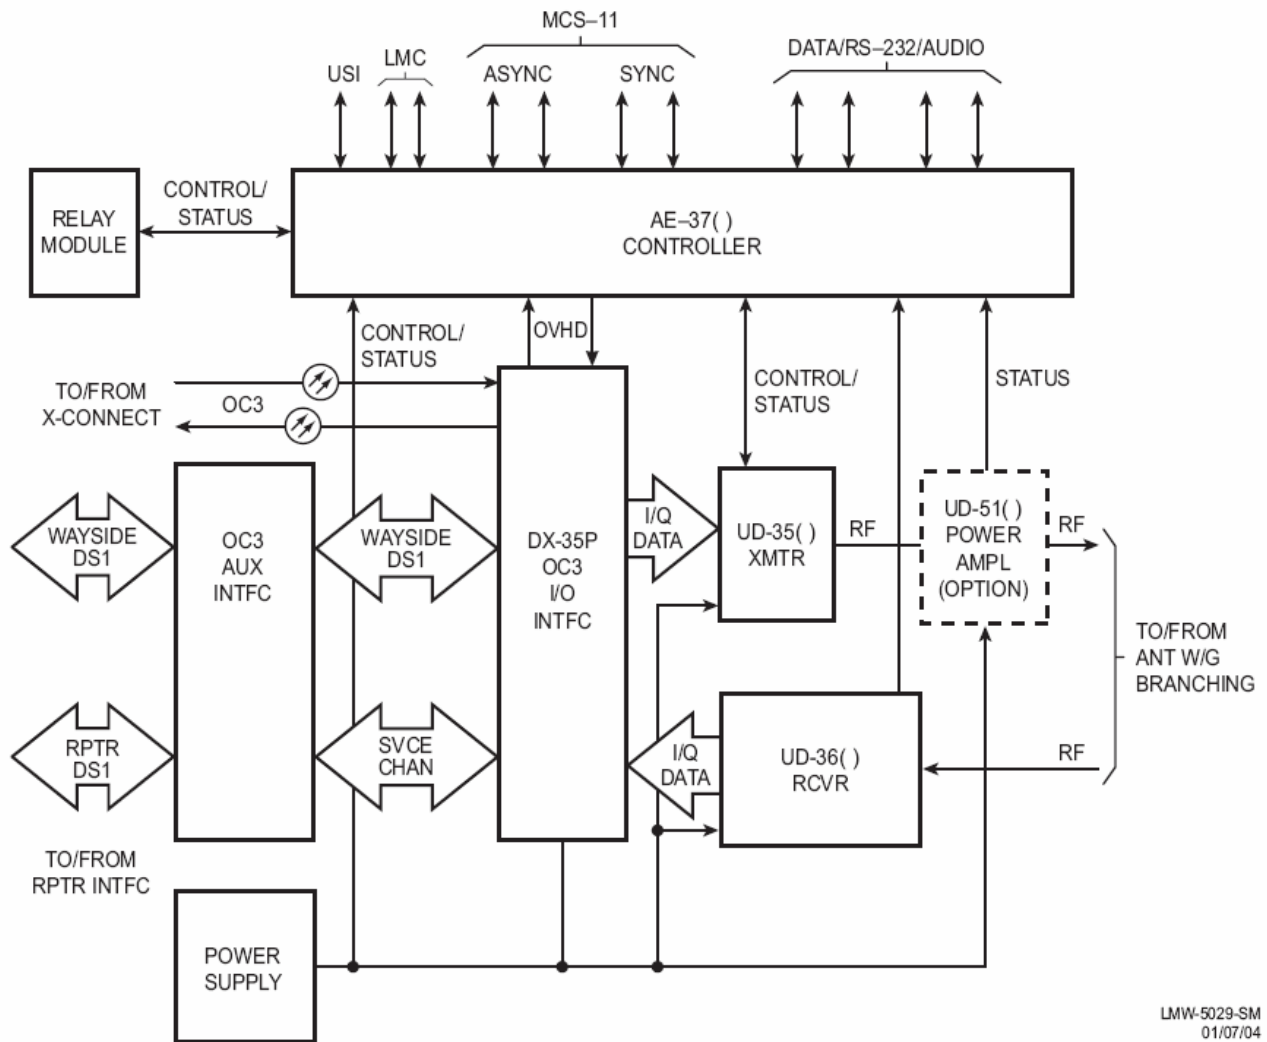 MCS–11
DATA/RS–232/AUDIO
USI
LMC
ASYNC
SYNC
RELAY
MODULE
CONTROL/
STATUS
AE–37( )
CONTROLLER
CONTROL/
STATUS
OVHD
TO/FROM
X-CONNECT
OC3
CONTROL/
STATUS
STATUS
WAYSIDE
DS1
OC3
AUX
INTFC
WAYSIDE
DS1
DX-35P
OC3
I/O
INTFC
I/Q
DATA
UD-35( )
XMTR
RF
UD-51( )
POWER
AMPL
(OPTION)
RF
TO/FROM
ANT W/G
BRANCHING
RPTR
DS1
SVCE
CHAN
I/Q
DATA
UD-36( )
RCVR
RF
TO/FROM
RPTR INTFC
POWER
SUPPLY
LMW-5029-SM
01/07/04